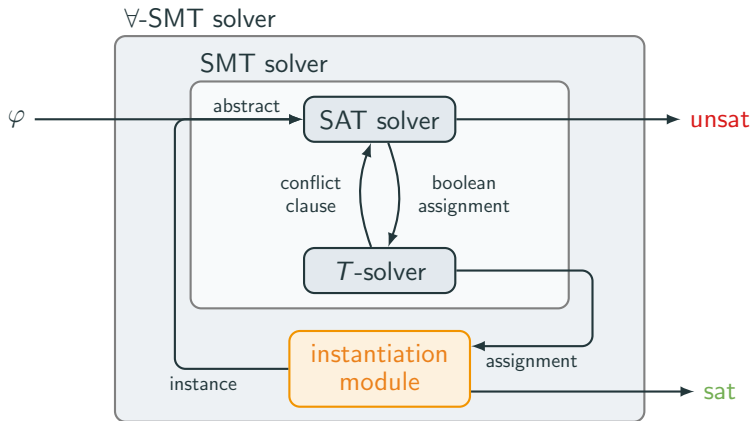 ∀-SMT solver
SMT solver
φ
abstract
SAT solver
unsat
conflict
clause
boolean
assignment
T-solver
instantiation
module
assignment
instance
sat